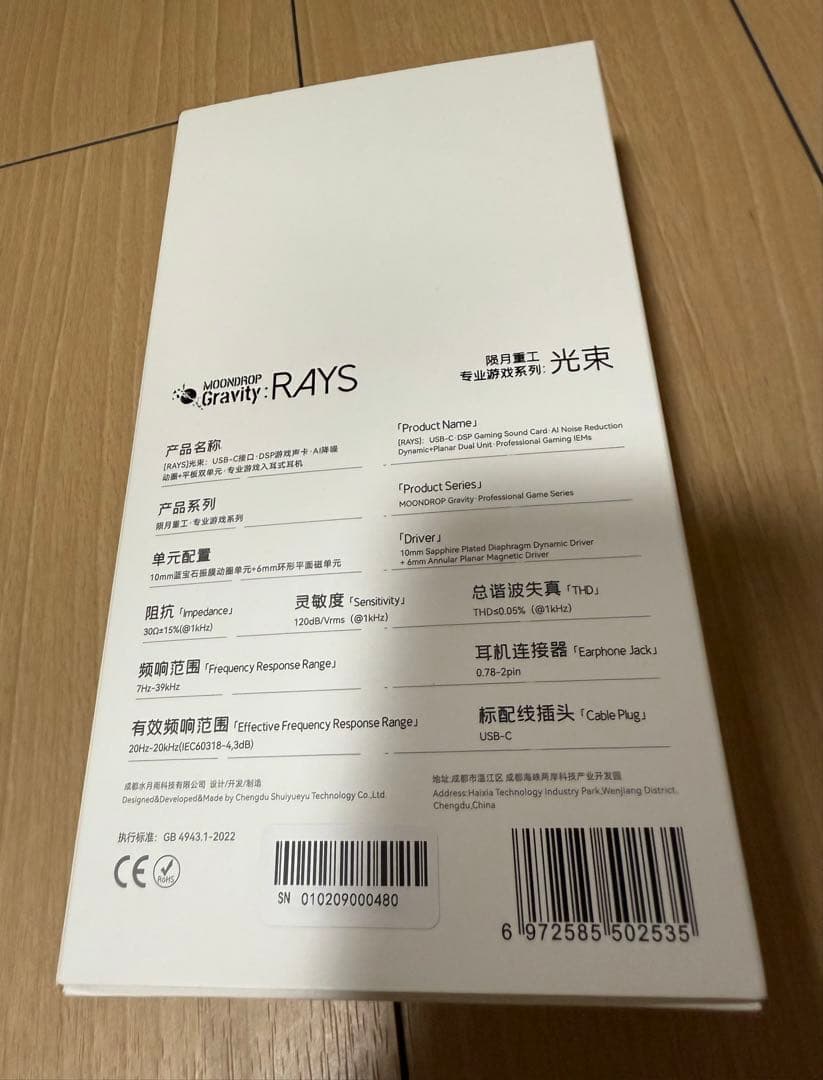 MOONDROP
Gravity:RAYS
陨月重工
专业游戏系列:光束
产品名称
[RAYS]光束：USB-C接口·DSP游戏声卡·AI降噪
动圈+平板双单元·专业游戏入耳式耳机
「Product Name」
[RAYS]：USB-C·DSP Gaming Sound Card·AI Noise Reduction
Dynamic+Planar Dual Unit·Professional Gaming IEMs
产品系列
陨月重工·专业游戏系列
「Product Series」
MOONDROP Gravity·Professional Game Series
单元配置
10mm蓝宝石振膜动圈单元+6mm环形平面磁单元
「Driver」
10mm Sapphire Plated Diaphragm Dynamic Driver
+ 6mm Annular Planar Magnetic Driver
阻抗「Impedance」
30Ω±15%(@1kHz)
灵敏度「Sensitivity」
120dB/Vrms（@1kHz）
总谐波失真「THD」
THD≤0.05%（@1kHz）
频响范围「Frequency Response Range」
7Hz-39kHz
耳机连接器「Earphone Jack」
0.78-2pin
有效频响范围「Effective Frequency Response Range」
20Hz-20kHz(IEC60318-4,3dB)
标配线插头「Cable Plug」
USB-C
成都水月雨科技有限公司 设计/开发/制造
Designed&Developed&Made by Chengdu Shuiyueyu Technology Co.,Ltd.
地址:成都市温江区 成都海峡两岸科技产业开发园
Address:Haixia Technology Industry Park,Wenjiang District,
Chengdu,China
执行标准：GB 4943.1-2022
CE
RoHS
SN 010209000480
6 972585 502535